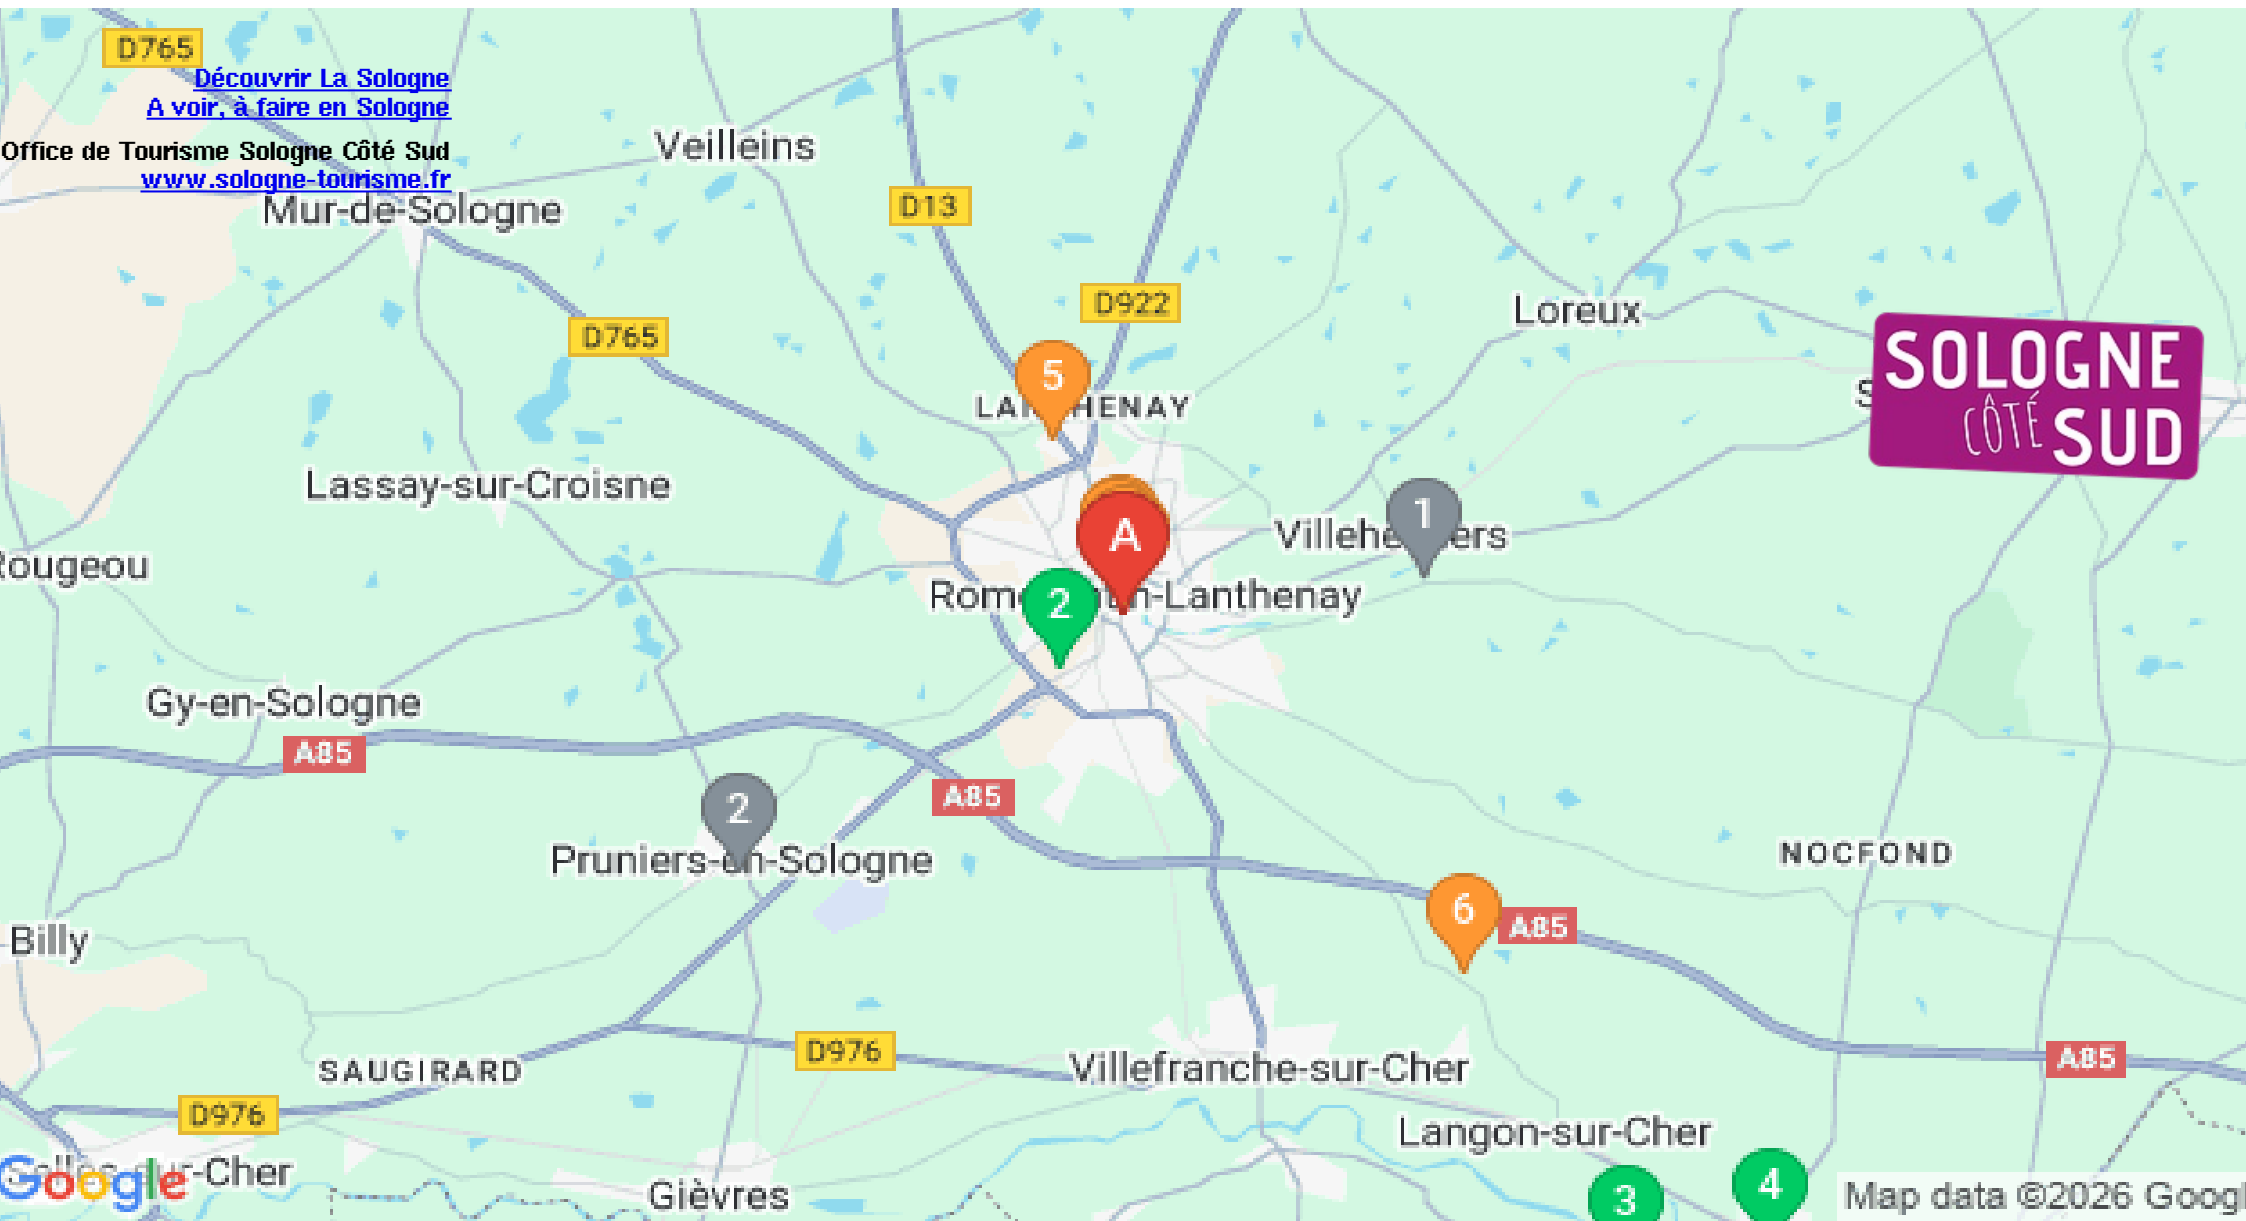 D765
Découvrir La Sologne
A voir, à faire en Sologne
Office de Tourisme Sologne Côté Sud
www.sologne-tourisme.fr
Veilleins
Mur-de-Sologne
D13
D922
D765
Loreux
SOLOGNE
CÔTÉ SUD
5
Lassay-sur-Croisne
A
1
2
Gy-en-Sologne
A85
A85
2
Pruniers-en-Sologne
NOCFOND
6
A85
Billy
D976
SAUGIRARD
Villefranche-sur-Cher
A85
D976
Langon-sur-Cher
Google
Gièvres
3
4
Map data ©2026